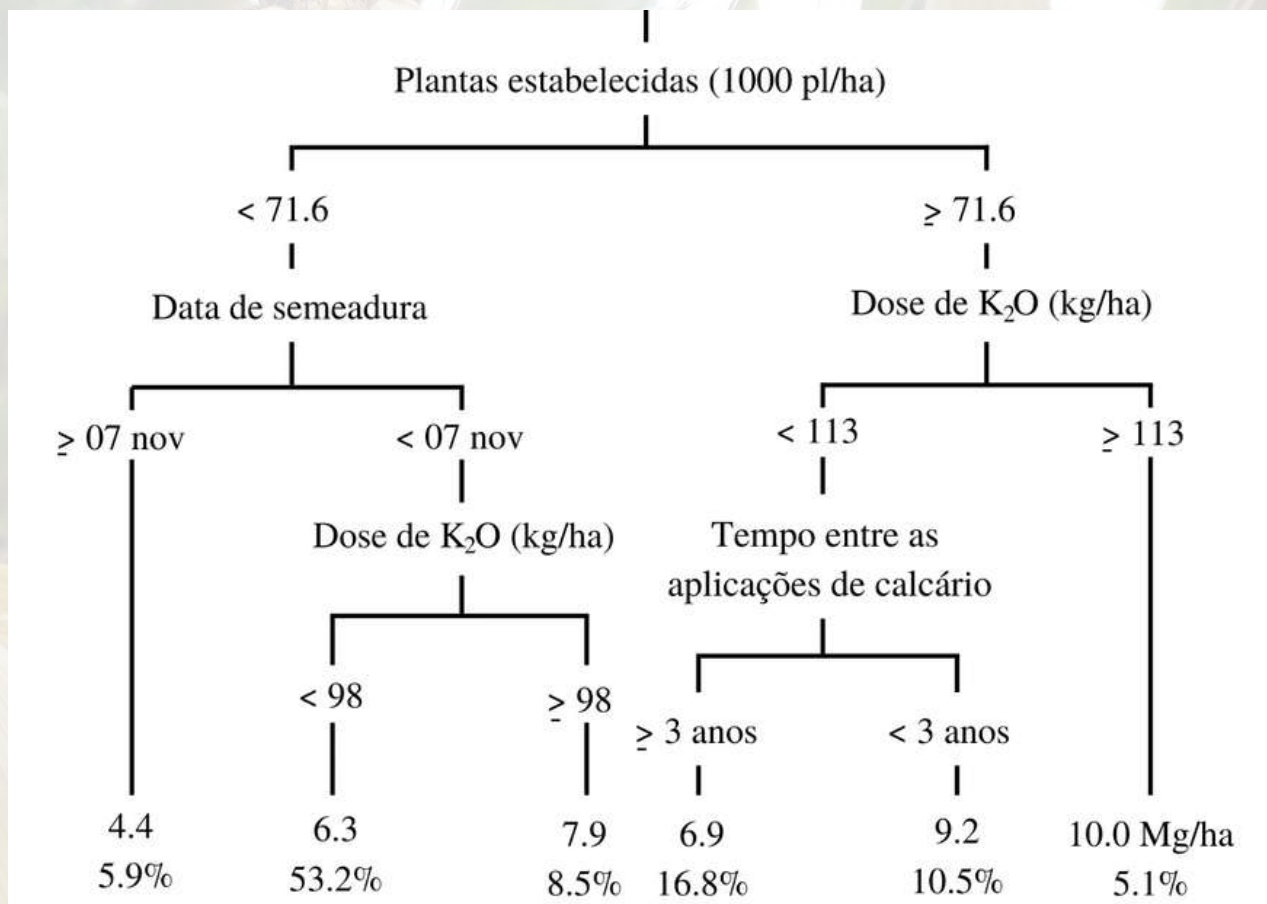 Plantas estabelecidas (1000 pl/ha)
< 71.6
≥ 71.6
Data de semeadura
Dose de K₂O (kg/ha)
≥ 07 nov
< 07 nov
< 113
≥ 113
Dose de K₂O (kg/ha)
Tempo entre as
aplicações de calcário
< 98
≥ 98
≥ 3 anos
< 3 anos
4.4
6.3
7.9
6.9
9.2
10.0 Mg/ha
5.9%
53.2%
8.5%
16.8%
10.5%
5.1%